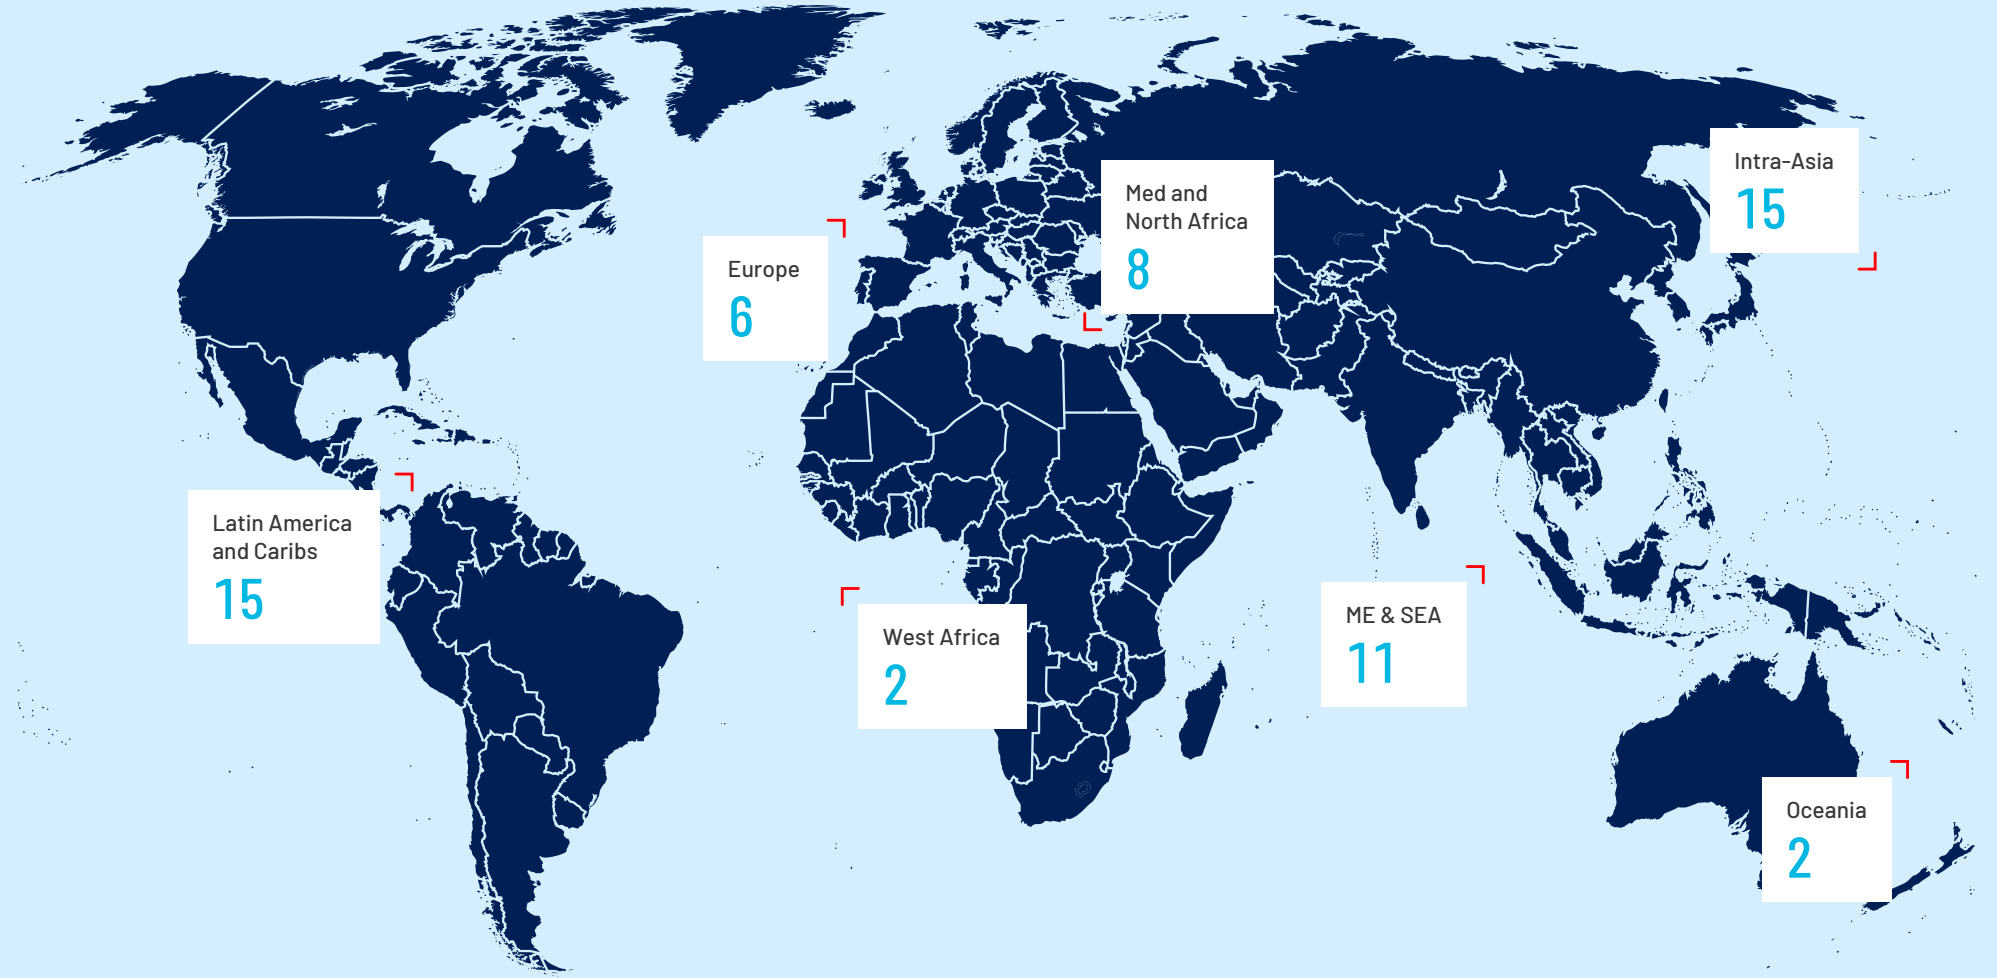 Intra-Asia
15
Med and
North Africa
8
Europe
6
Latin America
and Caribs
15
West Africa
2
ME & SEA
11
Oceania
2